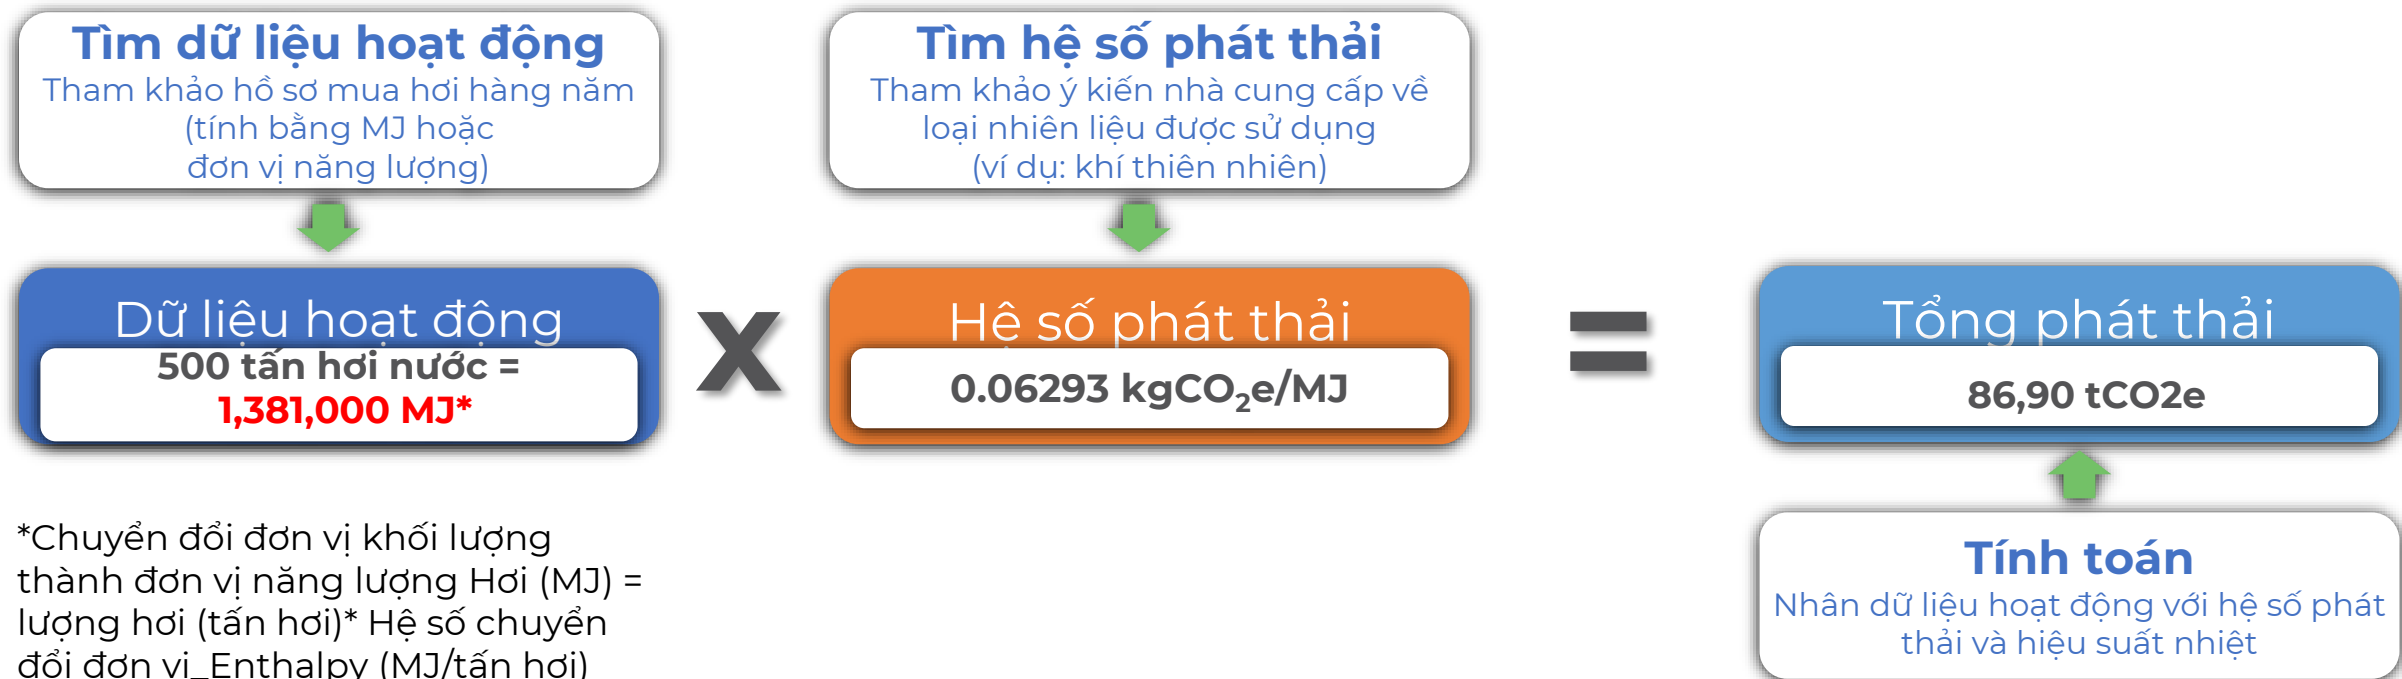 Tìm dữ liệu hoạt động
Tham khảo hồ sơ mua hơi hàng năm
(tính bằng MJ hoặc
đơn vị năng lượng)
Tìm hệ số phát thải
Tham khảo ý kiến nhà cung cấp về
loại nhiên liệu được sử dụng
(ví dụ: khí thiên nhiên)
Dữ liệu hoạt động
500 tấn hơi nước =
1,381,000 MJ*
x
Hệ số phát thải
0.06293 kgCO₂e/MJ
=
Tổng phát thải
86,90 tCO2e
*Chuyển đổi đơn vị khối lượng
thành đơn vị năng lượng Hơi (MJ) =
lượng hơi (tấn hơi)* Hệ số chuyển
đổi đơn vị_Enthalpy (MJ/tấn hơi)
Tính toán
Nhân dữ liệu hoạt động với hệ số phát
thải và hiệu suất nhiệt